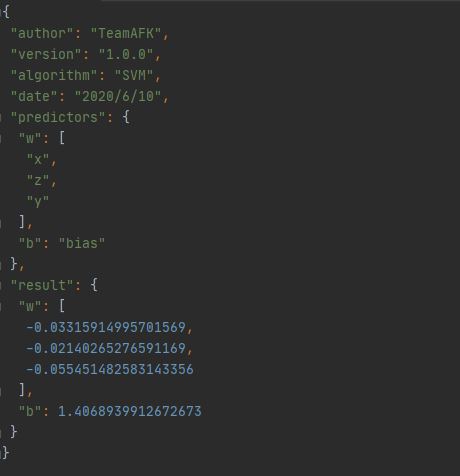 {
"author": "TeamAFK",
"version": "1.0.0",
"algorithm": "SVM",
"date": "2020/6/10",
"predictors": {
"w": [
"x",
"z",
"y"
],
"b": "bias"
},
"result": {
"w": [
-0.03315914995701569,
-0.02140265276591169,
-0.055451482583143356
],
"b": 1.4068939912672673
}
}